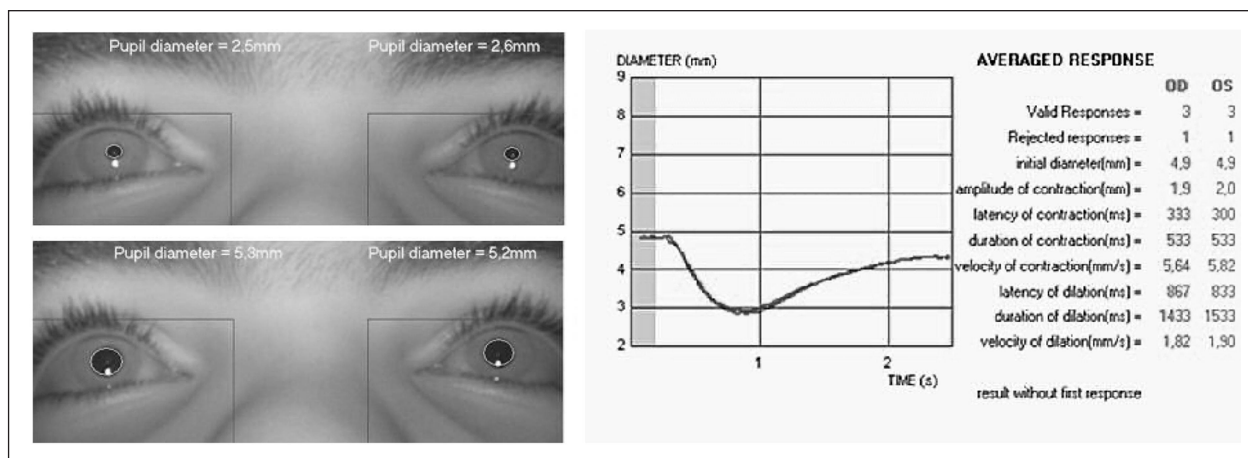 Pupil diameter = 2,5mm Pupil diameter = 2,6mm
Pupil diameter = 5,3mm Pupil diameter = 5,2mm
DIAMETER (mm)
9
8
7
6
5
4
3
2
1 2
TIME (s)
AVERAGED RESPONSE
OD OS
Valid Responses = 3 3
Rejected responses = 1 1
initial diameter(mm) = 4,9 4,9
amplitude of contraction(mm) = 1,9 2,0
latency of contraction(ms) = 333 300
duration of contraction(ms) = 533 533
velocity of contraction(mm/s) = 5,64 5,82
latency of dilation(ms) = 867 833
duration of dilation(ms) = 1433 1533
velocity of dilation(mm/s) = 1,82 1,90
result without first response